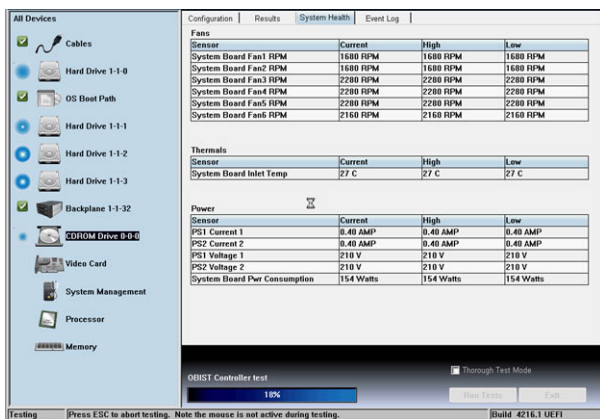 All Devices
Cables
Hard Drive 1-1-0
OS Boot Path
Hard Drive 1-1-1
Hard Drive 1-1-2
Hard Drive 1-1-3
Backplane 1-1-32
CDROM Drive 0-0-0
Video Card
System Management
Processor
Memory
Configuration Results System Health Event Log
Fans
Sensor Current High Low
System Board Fan1 RPM 1680 RPM 1680 RPM 1680 RPM
System Board Fan2 RPM 1680 RPM 1680 RPM 1680 RPM
System Board Fan3 RPM 2280 RPM 2280 RPM 2280 RPM
System Board Fan4 RPM 2280 RPM 2280 RPM 2280 RPM
System Board Fan5 RPM 2280 RPM 2280 RPM 2280 RPM
System Board Fan6 RPM 2160 RPM 2160 RPM 2160 RPM
Thermals
Sensor Current High Low
System Board Inlet Temp 27 C 27 C 27 C
Power
Sensor Current High Low
PS1 Current 1 0.40 AMP 0.40 AMP 0.40 AMP
PS2 Current 2 0.40 AMP 0.40 AMP 0.40 AMP
PS1 Voltage 1 210 V 210 V 210 V
PS2 Voltage 2 210 V 210 V 210 V
System Board Pwr Consumption 154 Watts 154 Watts 154 Watts
OBIST Controller test
18%
Thorough Test Mode
Run Tests Exit
Testing Press ESC to abort testing. Note the mouse is not active during testing. Build 4216.1 UEFI